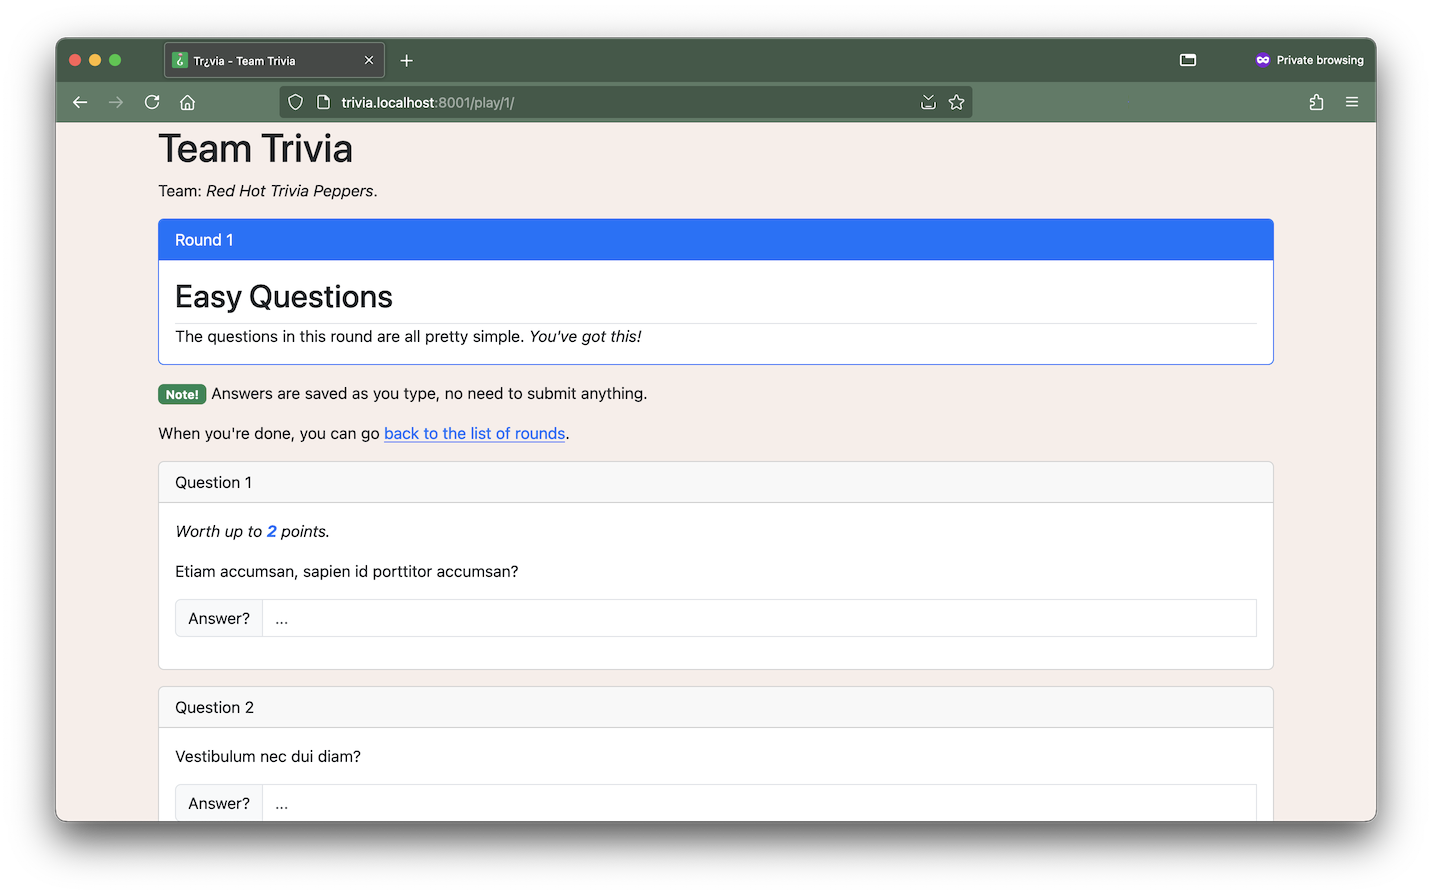 Tr¿via - Team Trivia
Private browsing
trivia.localhost:8001/play/1/
Team Trivia
Team: Red Hot Trivia Peppers.
Round 1
Easy Questions
The questions in this round are all pretty simple. You've got this!
Note! Answers are saved as you type, no need to submit anything.
When you're done, you can go back to the list of rounds.
Question 1
Worth up to 2 points.
Etiam accumsan, sapien id porttitor accumsan?
Answer? ...
Question 2
Vestibulum nec dui diam?
Answer? ...